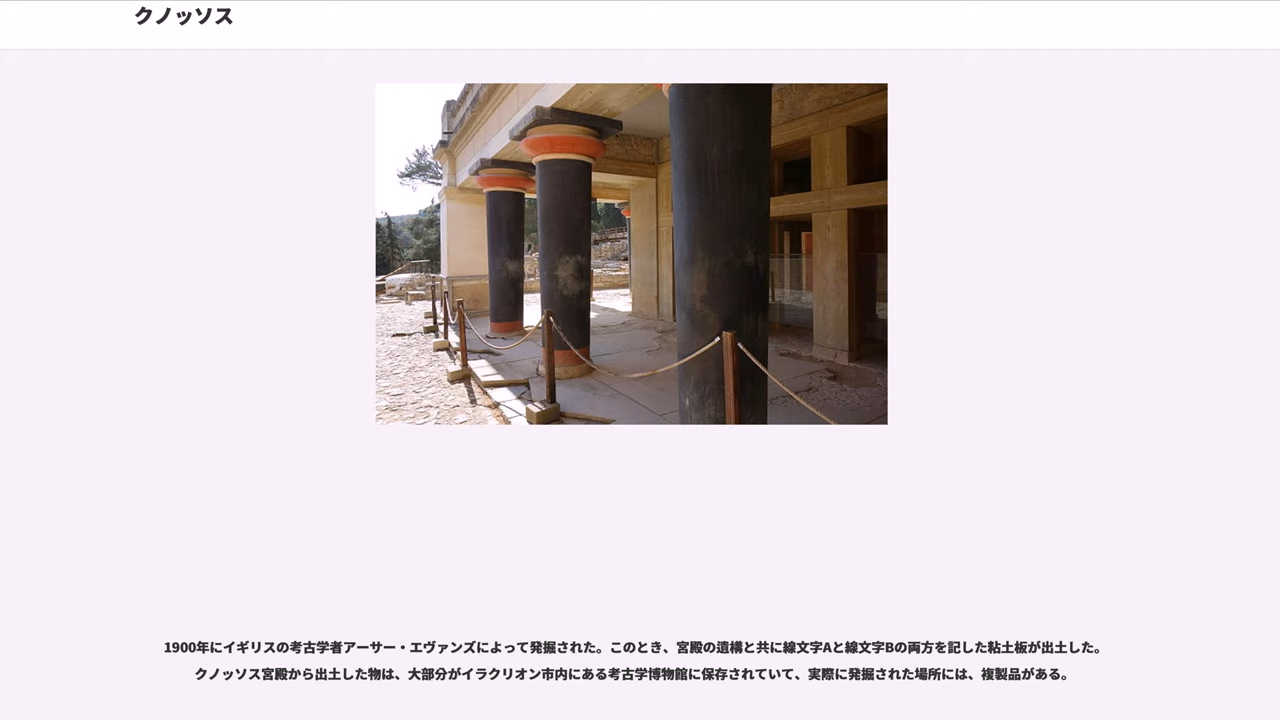 クノッソス
1900年にイギリスの考古学者アーサー・エヴァンズによって発掘された。このとき、宮殿の遺構と共に線文字Aと線文字Bの両方を記した粘土板が出土した。
クノッソス宮殿から出土した物は、大部分がイラクリオン市内にある考古学博物館に保存されていて、実際に発掘された場所には、複製品がある。